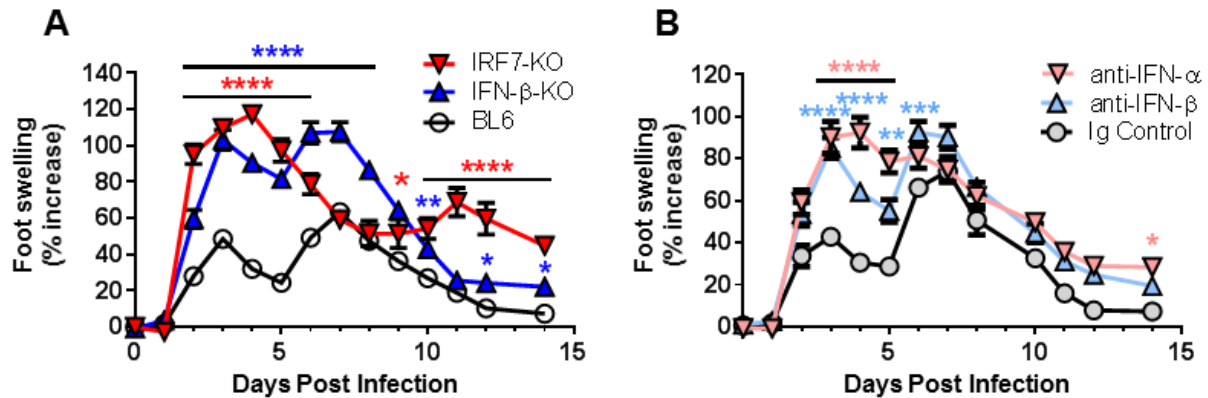 A
****
****
IRF7-KO
IFN-β-KO
BL6
140
120
100
80
60
40
20
0
Foot swelling
(% increase)
*
**
****
*
*
0
5
10
15
Days Post Infection
B
****
****
****
**
***
anti-IFN-α
anti-IFN-β
Ig Control
120
100
80
60
40
20
0
Foot swelling
(% increase)
*
0
5
10
15
Days Post Infection